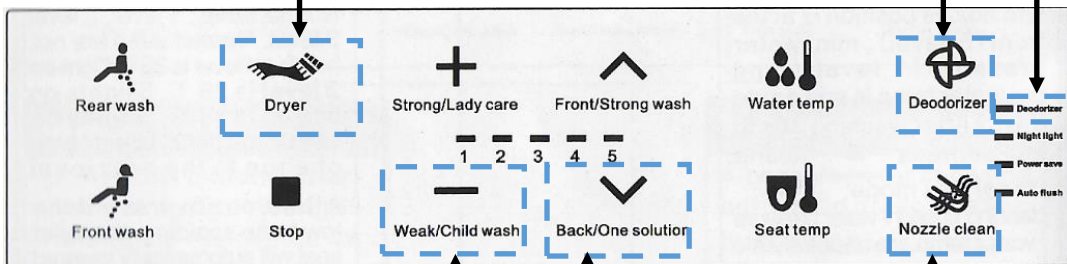 Rear wash
Dryer
Strong/Lady care
Front/Strong wash
Water temp
Deodorizer
Deodorizer
1 2 3 4 5
Night light
Power save
Auto flush
Front wash
Stop
Weak/Child wash
Back/One solution
Seat temp
Nozzle clean